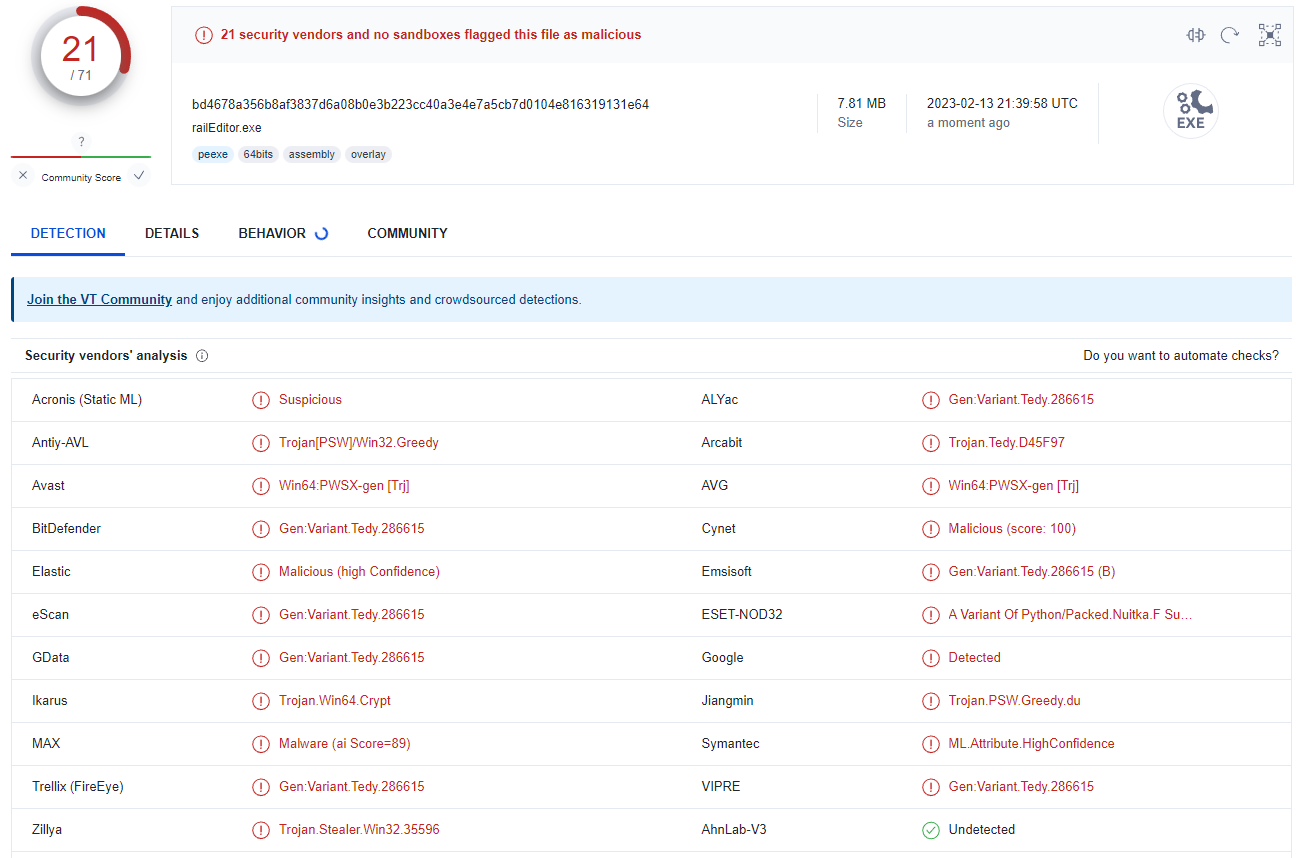 21
/ 71
?
Community Score
21 security vendors and no sandboxes flagged this file as malicious
bd4678a356b8af3837d6a08b0e3b223cc40a3e4e7a5cb7d0104e816319131e64
railEditor.exe
peexe 64bits assembly overlay
7.81 MB
Size
2023-02-13 21:39:58 UTC
a moment ago
EXE
DETECTION DETAILS BEHAVIOR COMMUNITY
Join the VT Community and enjoy additional community insights and crowdsourced detections.
Security vendors' analysis Do you want to automate checks?
Acronis (Static ML) Suspicious ALYac Gen:Variant.Tedy.286615
Antiy-AVL Trojan[PSW]/Win32.Greedy Arcabit Trojan.Tedy.D45F97
Avast Win64:PWSX-gen [Trj] AVG Win64:PWSX-gen [Trj]
BitDefender Gen:Variant.Tedy.286615 Cynet Malicious (score: 100)
Elastic Malicious (high Confidence) Emsisoft Gen:Variant.Tedy.286615 (B)
eScan Gen:Variant.Tedy.286615 ESET-NOD32 A Variant Of Python/Packed.Nuitka.F Su...
GData Gen:Variant.Tedy.286615 Google Detected
Ikarus Trojan.Win64.Crypt Jiangmin Trojan.PSW.Greedy.du
MAX Malware (ai Score=89) Symantec ML.Attribute.HighConfidence
Trellix (FireEye) Gen:Variant.Tedy.286615 VIPRE Gen:Variant.Tedy.286615
Zillya Trojan.Stealer.Win32.35596 AhnLab-V3 Undetected